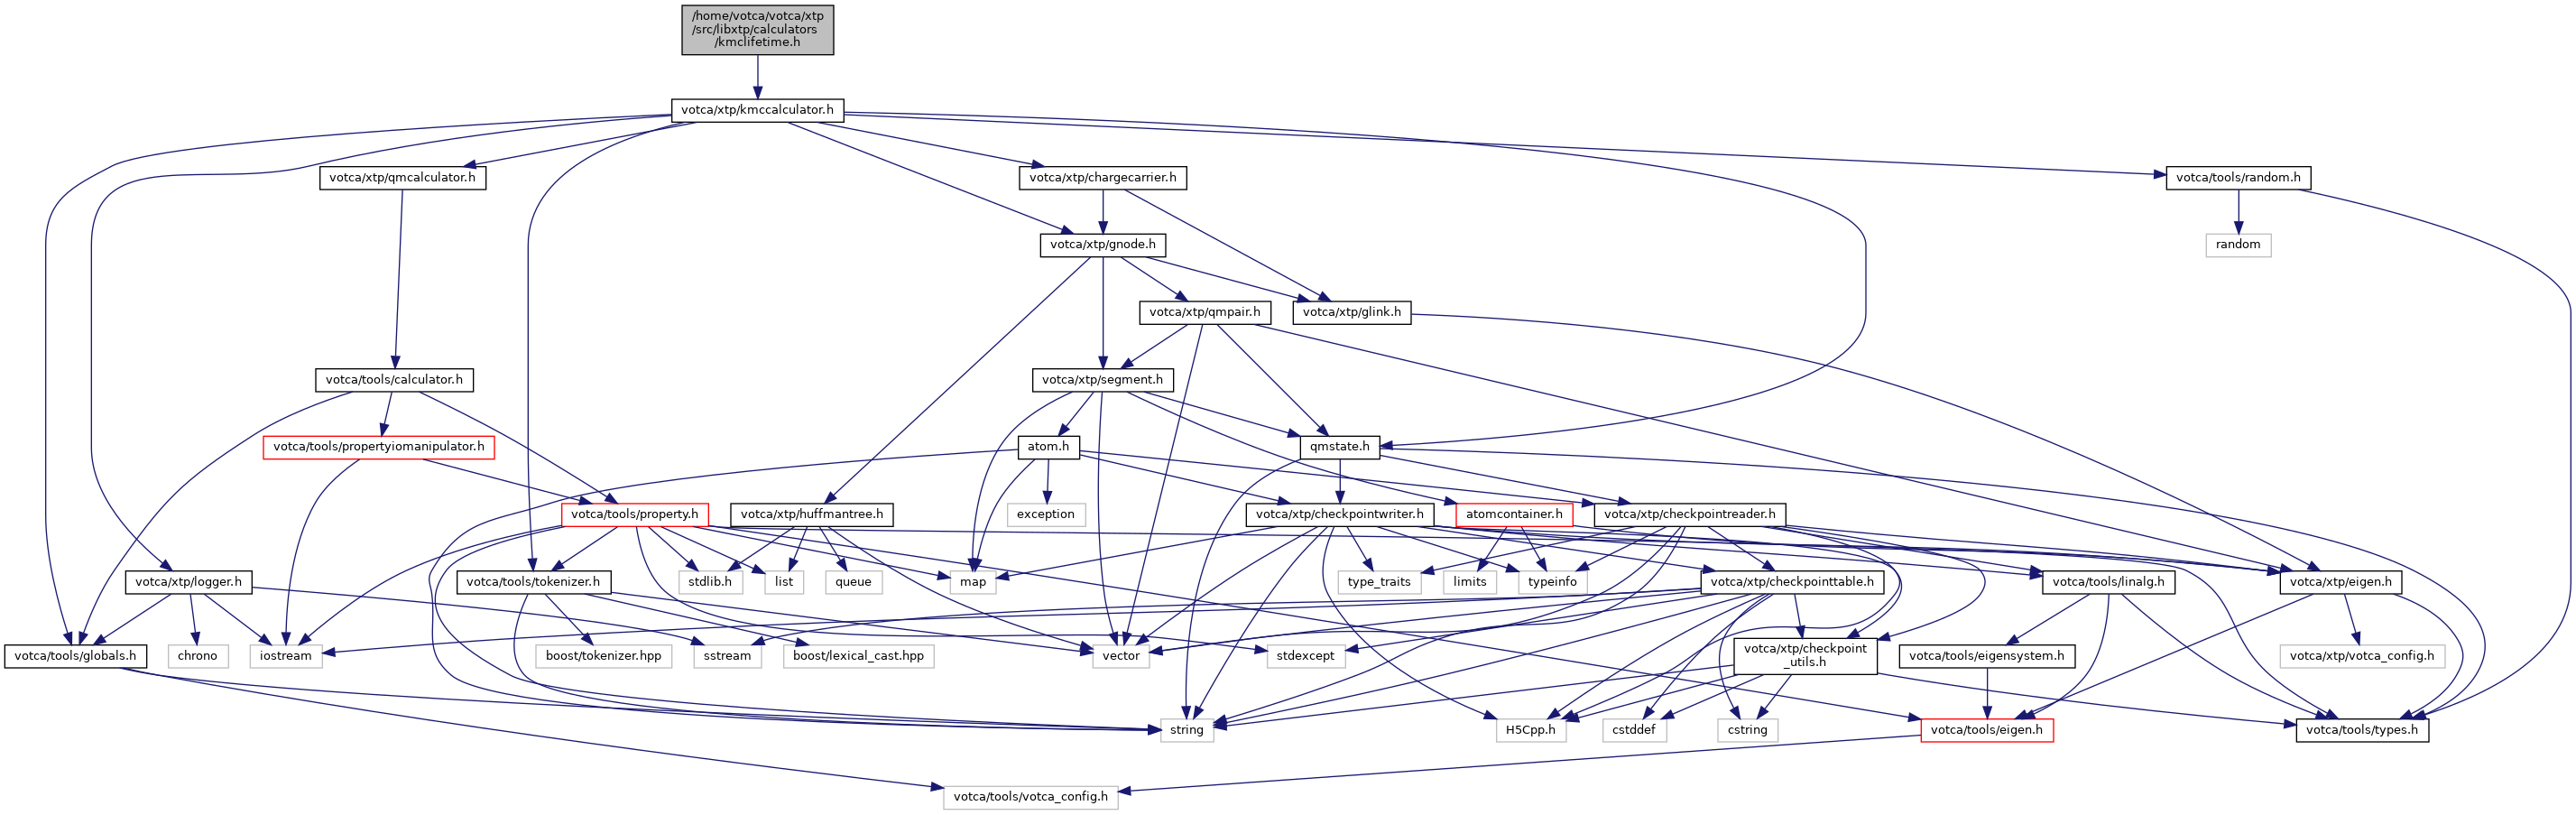 /home/votca/votca/xtp
/src/libxtp/calculators
/kmclifetime.h
votca/xtp/kmccalculator.h
votca/xtp/qmcalculator.h
votca/xtp/chargecarrier.h
votca/tools/random.h
votca/xtp/gnode.h
random
votca/xtp/qmpair.h
votca/xtp/glink.h
votca/tools/calculator.h
votca/xtp/segment.h
votca/tools/propertyiomanipulator.h
atom.h
qmstate.h
votca/tools/property.h
votca/xtp/huffmantree.h
exception
votca/xtp/checkpointwriter.h
atomcontainer.h
votca/xtp/checkpointreader.h
votca/xtp/logger.h
votca/tools/tokenizer.h
stdlib.h
list
queue
map
type_traits
limits
typeinfo
votca/xtp/checkpointtable.h
votca/tools/linalg.h
votca/xtp/eigen.h
votca/tools/globals.h
chrono
iostream
boost/tokenizer.hpp
sstream
boost/lexical_cast.hpp
vector
stdexcept
votca/xtp/checkpoint
_utils.h
votca/tools/eigensystem.h
votca/xtp/votca_config.h
string
H5Cpp.h
cstddef
cstring
votca/tools/eigen.h
votca/tools/types.h
votca/tools/votca_config.h